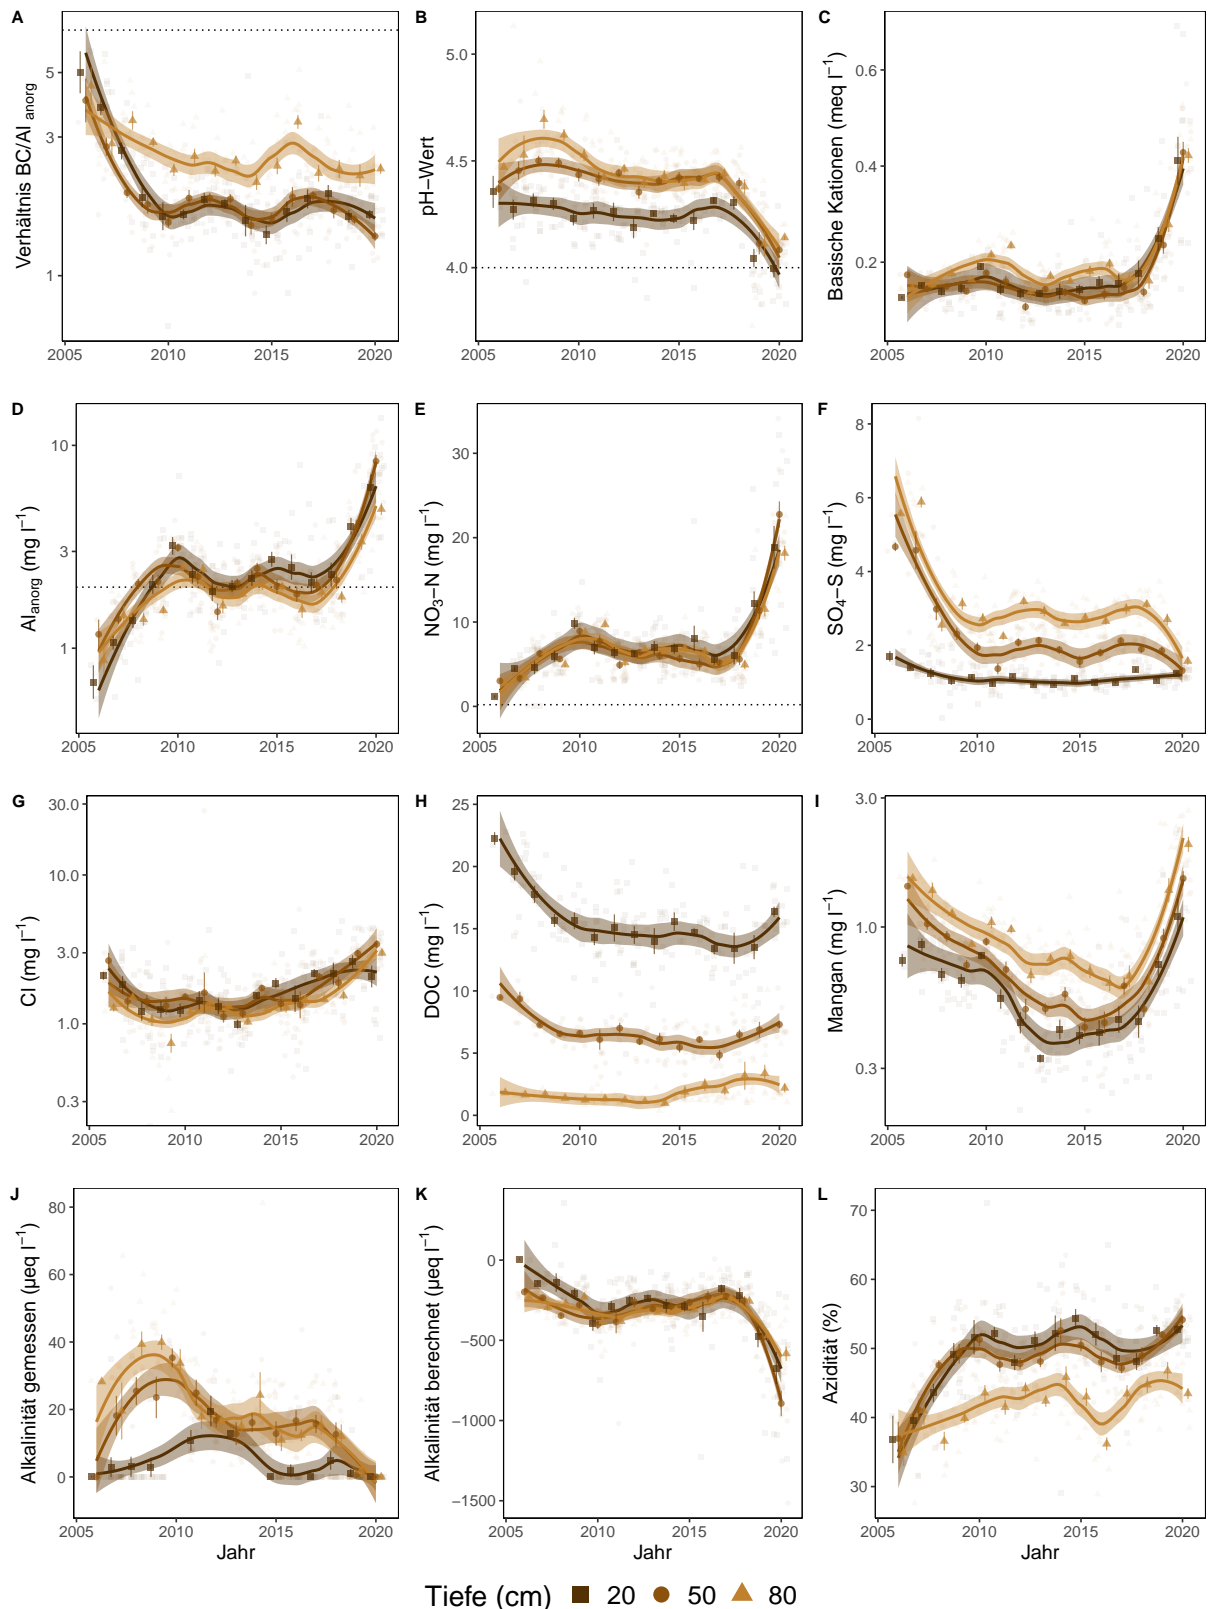 A
B
C
Verhältnis BC/Al anorg
5
3
1
2005 2010 2015 2020
pH−Wert
5.0
4.5
4.0
2005 2010 2015 2020
Basische Kationen (meq l−1)
0.6
0.4
0.2
2005 2010 2015 2020
D
E
F
Alanorg (mg l−1)
10
3
1
2005 2010 2015 2020
NO3−N (mg l−1)
30
20
10
0
2005 2010 2015 2020
SO4−S (mg l−1)
8
6
4
2
0
2005 2010 2015 2020
G
H
I
Cl (mg l−1)
30.0
10.0
3.0
1.0
0.3
2005 2010 2015 2020
DOC (mg l−1)
25
20
15
10
5
0
2005 2010 2015 2020
Mangan (mg l−1)
3.0
1.0
0.3
2005 2010 2015 2020
J
K
L
Alkalinität gemessen (µeq l−1)
80
60
40
20
0
2005 2010 2015 2020
Jahr
Alkalinität berechnet (µeq l−1)
0
−500
−1000
−1500
2005 2010 2015 2020
Jahr
Azidität (%)
70
60
50
40
30
2005 2010 2015 2020
Jahr
Tiefe (cm) 20 50 80